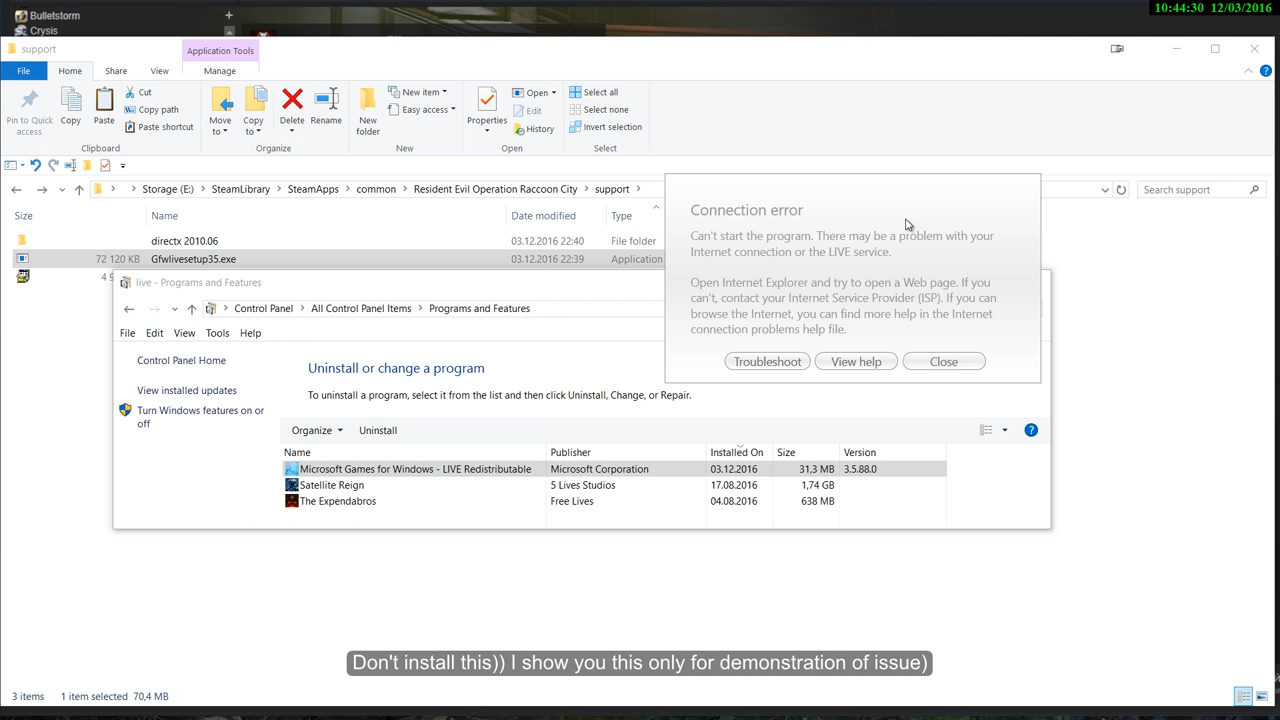 Bulletstorm
+
10:44:30 12/03/2016
Crysis
support
Application Tools
File
Home
Share
View
Manage
Pin to Quick access
Copy
Paste
Cut
Copy path
Paste shortcut
Clipboard
Move to
Copy to
Delete
Rename
Organize
New folder
New item
Easy access
New
Properties
Open
Edit
History
Open
Select all
Select none
Invert selection
Select
Storage (E:) > SteamLibrary > SteamApps > common > Resident Evil Operation Raccoon City > support >
Search support
Size
Name
Date modified
Type
directx 2010.06
03.12.2016 22:40
File folder
72 120 KB
Gfwlivesetup35.exe
03.12.2016 22:39
Application
4 9
Connection error
Can't start the program. There may be a problem with your
Internet connection or the LIVE service.
Open Internet Explorer and try to open a Web page. If you
can't, contact your Internet Service Provider (ISP). If you can
browse the Internet, you can find more help in the Internet
connection problems help file.
Troubleshoot
View help
Close
live - Programs and Features
Control Panel > All Control Panel Items > Programs and Features
File
Edit
View
Tools
Help
Control Panel Home
View installed updates
Turn Windows features on or
off
Uninstall or change a program
To uninstall a program, select it from the list and then click Uninstall, Change, or Repair.
Organize
Uninstall
Name
Publisher
Installed On
Size
Version
Microsoft Games for Windows - LIVE Redistributable
Microsoft Corporation
03.12.2016
31,3 MB
3.5.88.0
Satellite Reign
5 Lives Studios
17.08.2016
1,74 GB
The Expendabros
Free Lives
04.08.2016
638 MB
Don't install this)) I show you this only for demonstration of issue)
3 items
1 item selected 70,4 MB